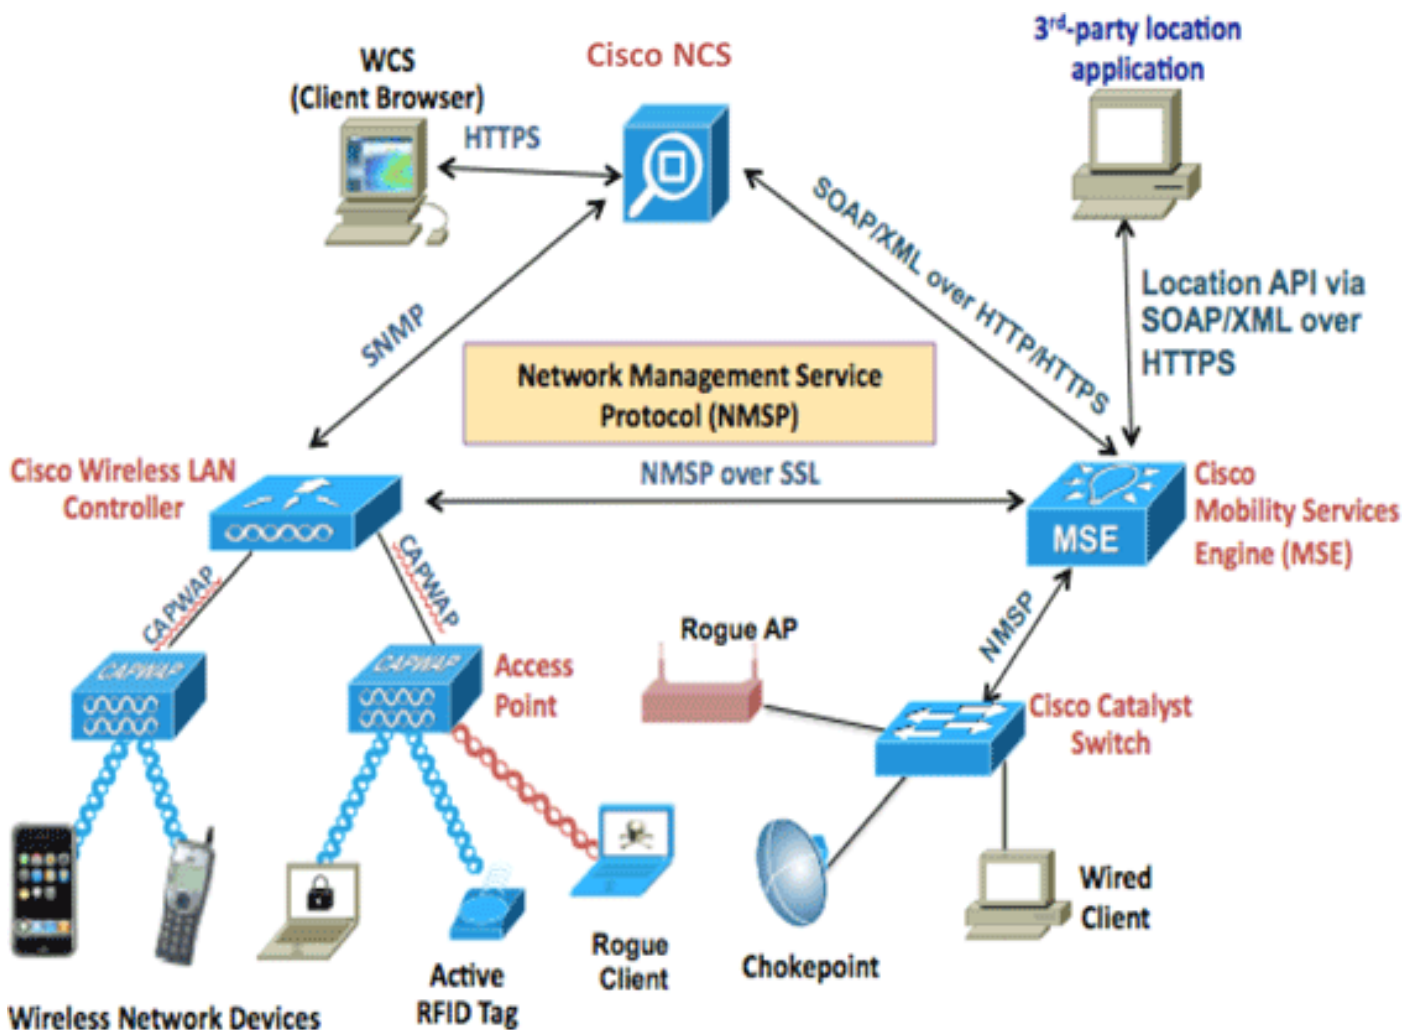 WCS
(Client Browser)
Cisco NCS
3rd-party location
application
HTTPS
SOAP/XML over HTTP/HTTPS
Location API via
SOAP/XML over
HTTPS
SNMP
Network Management Service
Protocol (NMSP)
Cisco Wireless LAN
Controller
NMSP over SSL
Cisco
Mobility Services
Engine (MSE)
MSE
CAPWAP
CAPWAP
NMSP
Rogue AP
CAPWAP
CAPWAP
Access
Point
Cisco Catalyst
Switch
Wired
Client
Chokepoint
Rogue
Client
Active
RFID Tag
Wireless Network Devices